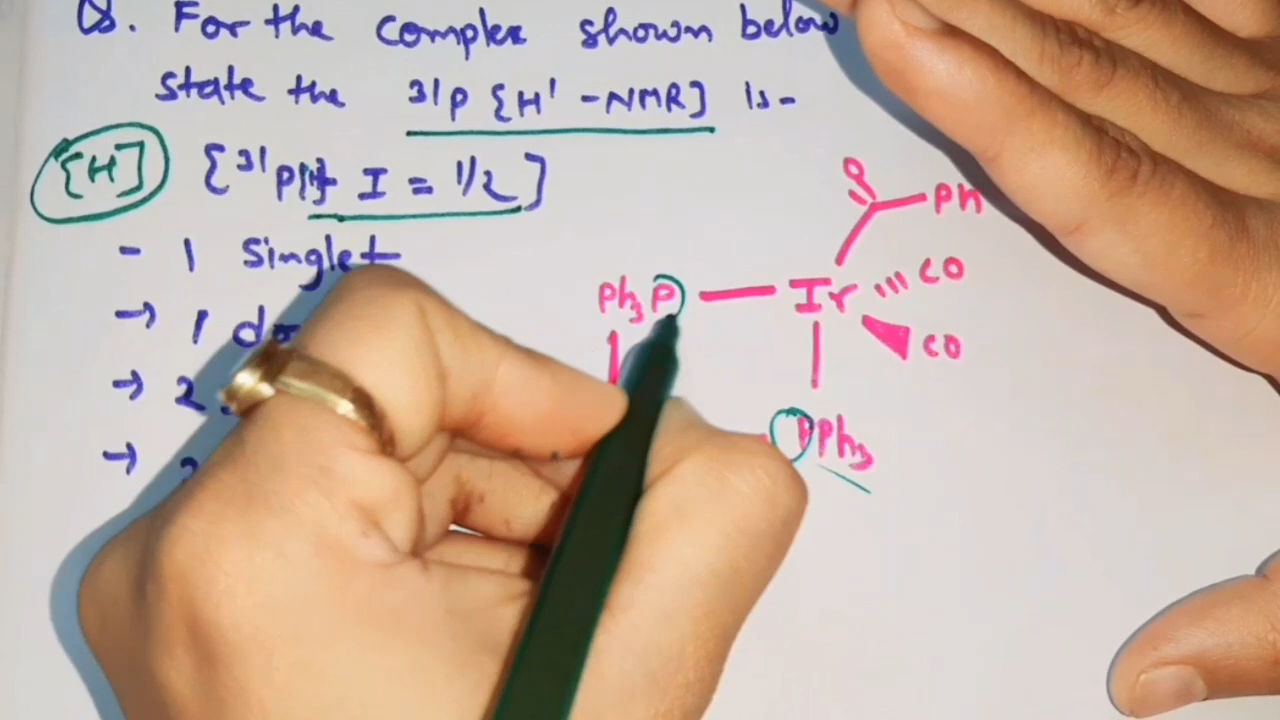 Q. For the complex shown below
state the 31P {H' -NMR] is-
[H] {31P I = 1/2]
- 1 Singlet
→ 1 do
→ 2
→ 2
O
Ph
Ph3P Ir CO
CO
PPh3